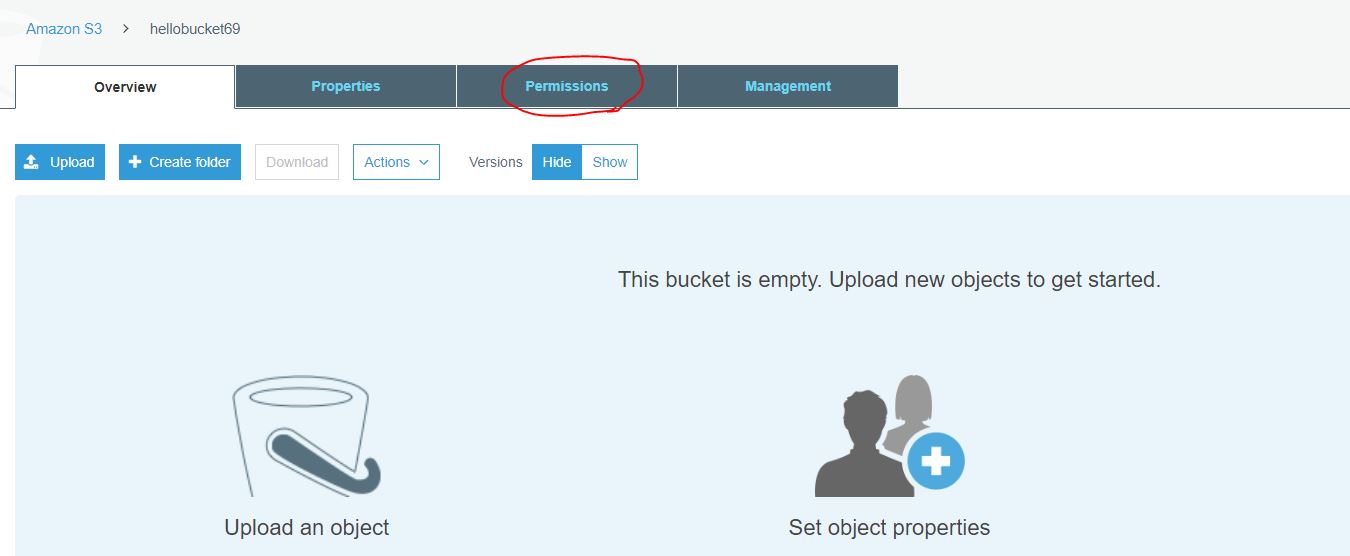 Amazon S3 > hellobucket69
Overview Properties Permissions Management
Upload Create folder Download Actions Versions Hide Show
This bucket is empty. Upload new objects to get started.
Upload an object Set object properties